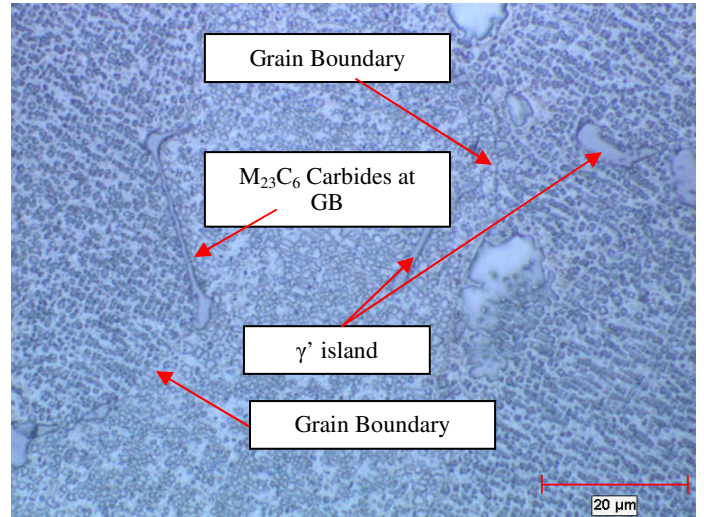 Grain Boundary
M₂₃C₆ Carbides at
GB
γ’ island
Grain Boundary
20 µm